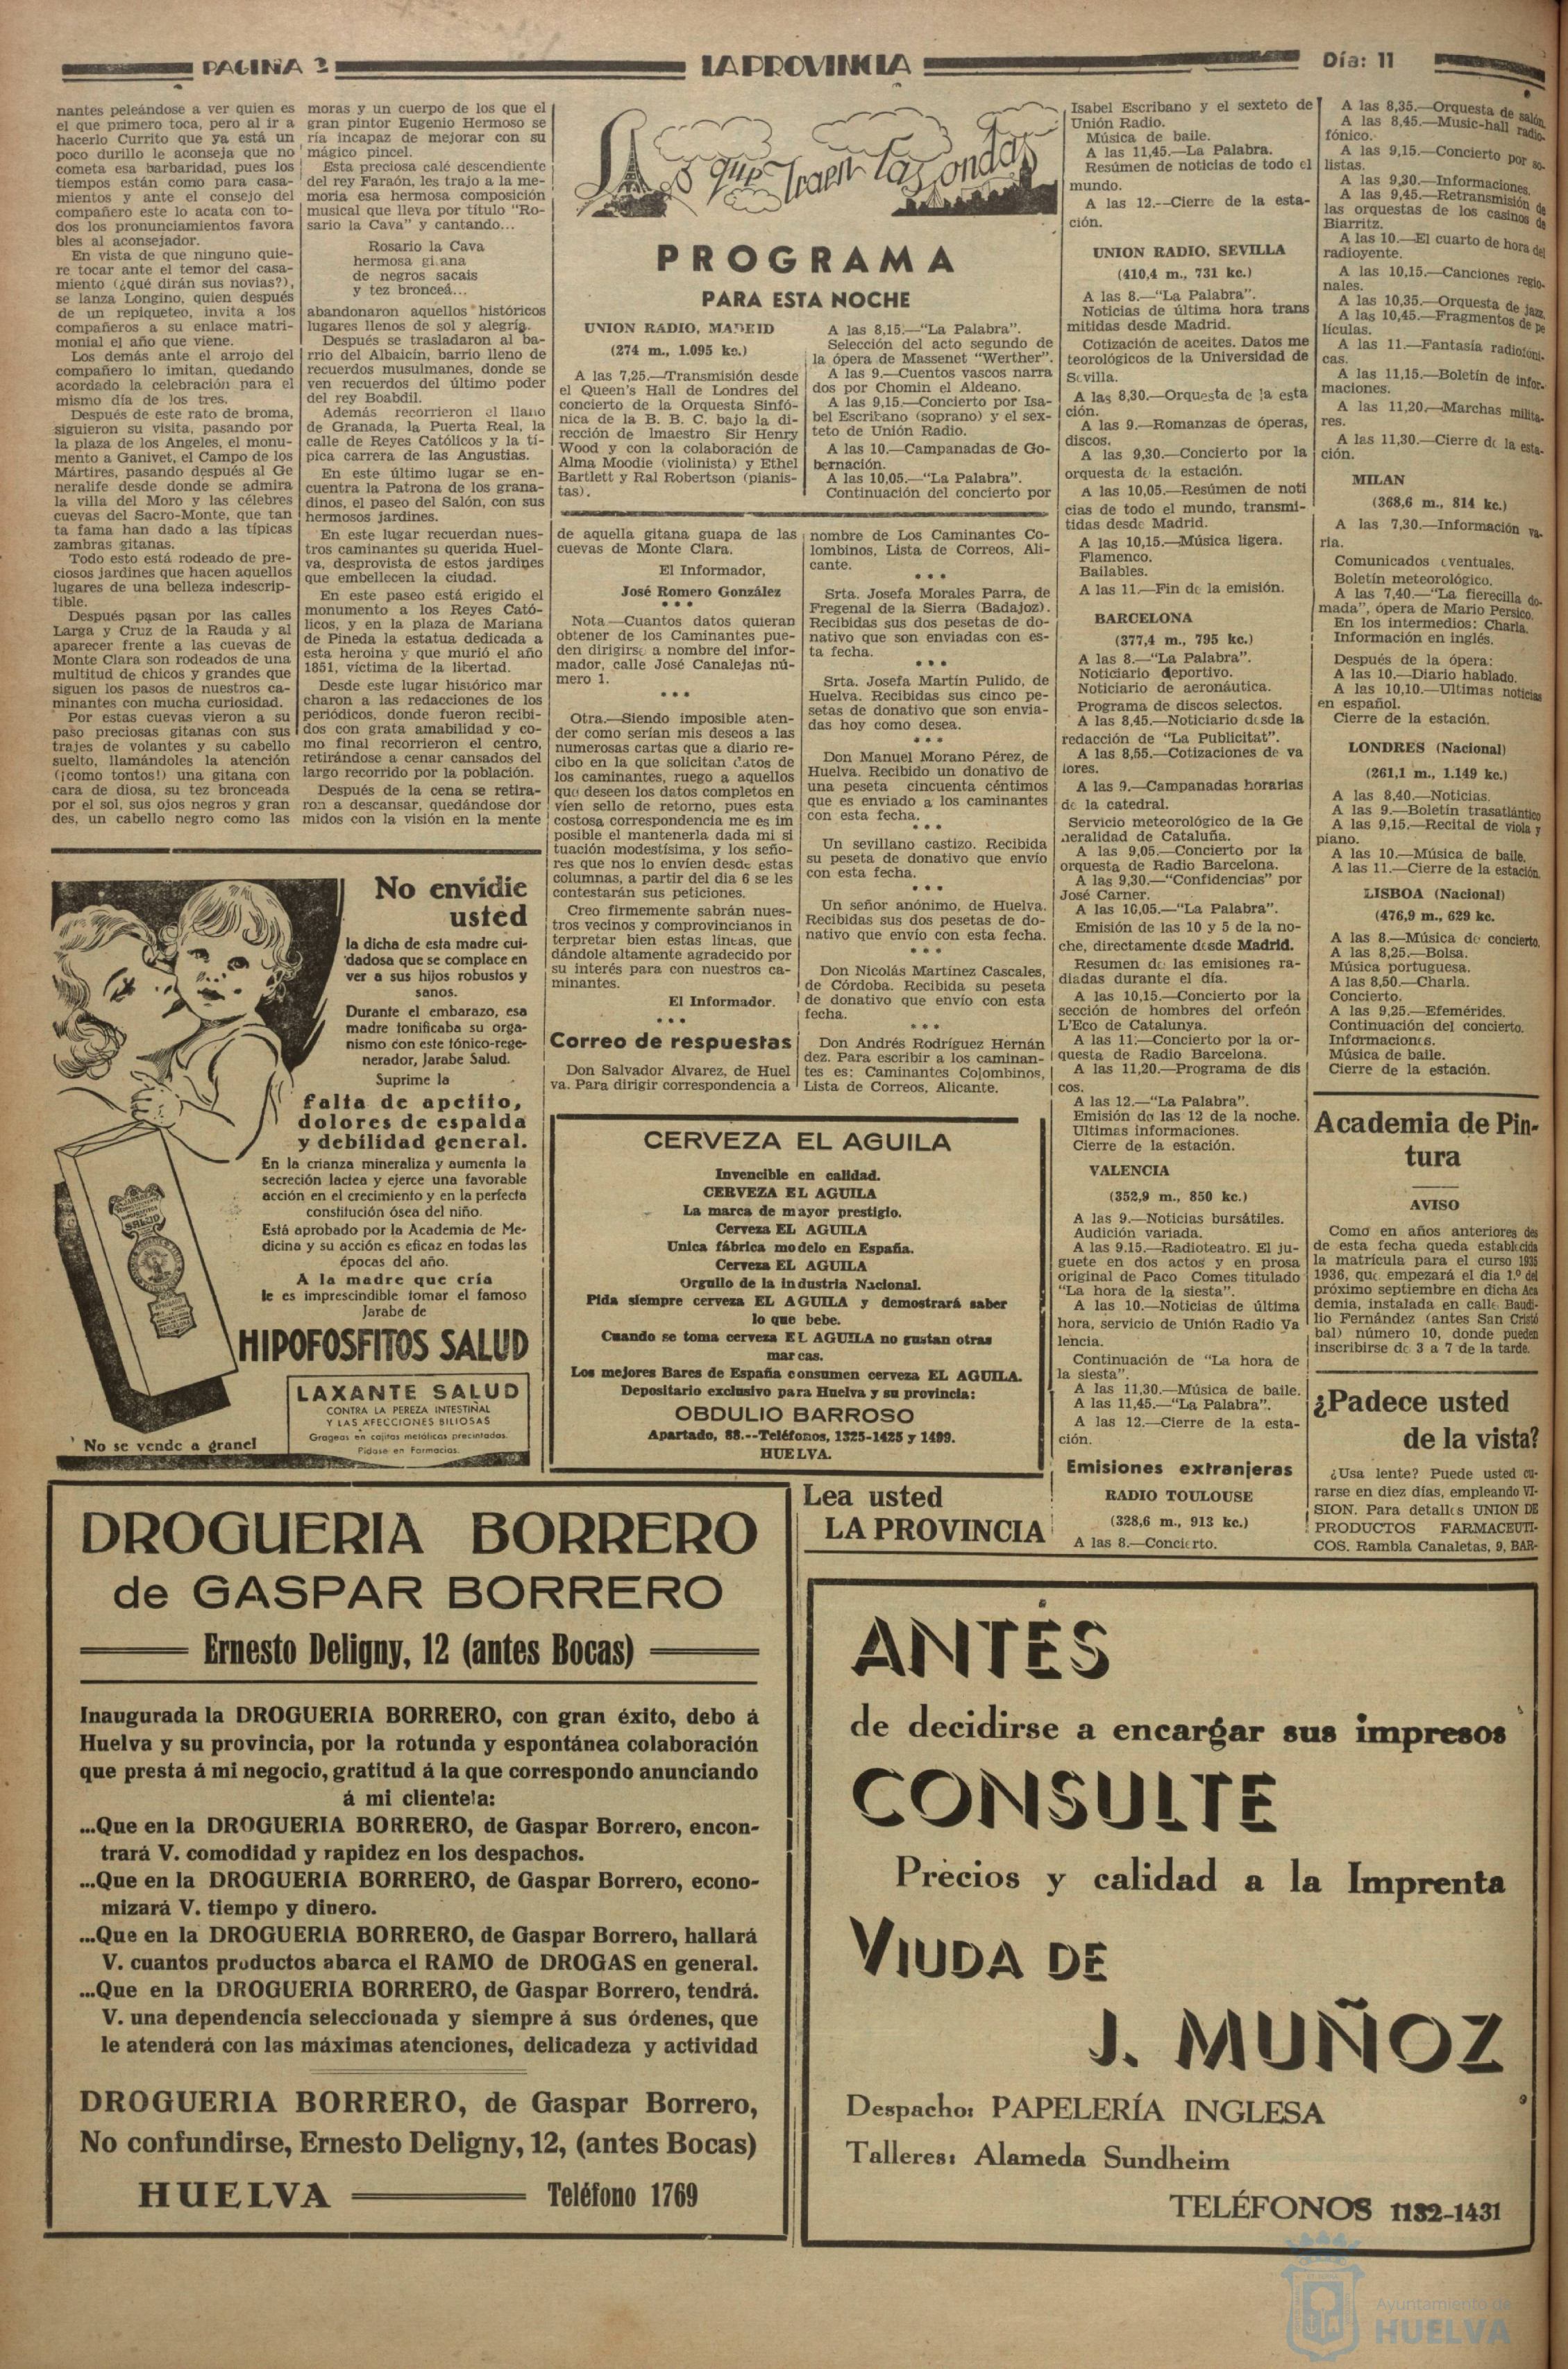 PAGINA 2
LA PROVINCIA
Día: 11
nantes peleándose a ver quien es
el que primero toca, pero al ir a
hacerlo Currito que ya está un
poco durillo le aconseja que no
cometa esa barbaridad, pues los
tiempos están como para casa-
mientos y ante el consejo del
compañero este lo acata con to-
dos los pronunciamientos favora
bles al aconsejador.
En vista de que ninguno quie-
re tocar ante el temor del casa-
miento (¿qué dirán sus novias?),
se lanza Longino, quien después
de un repiqueteo, invita a los
compañeros a su enlace matri-
monial el año que viene.
Los demás ante el arrojo del
compañero lo imitan, quedando
acordado la celebración para el
mismo día de los tres.
Después de este rato de broma,
siguieron su visita, pasando por
la plaza de los Angeles, el monu-
mento a Ganivet, el Campo de los
Mártires, pasando después al Ge
neralife desde donde se admira
la villa del Moro y las célebres
cuevas del Sacro-Monte, que tan
ta fama han dado a las típicas
zambras gitanas.
Todo esto está rodeado de pre-
ciosos jardines que hacen aquellos
lugares de una belleza indescrip-
tible.
Después pasan por las calles
Larga y Cruz de la Rauda y al
aparecer frente a las cuevas de
Monte Clara son rodeados de una
multitud de chicos y grandes que
siguen los pasos de nuestros ca-
minantes con mucha curiosidad.
Por estas cuevas vieron a su
paso preciosas gitanas con sus
trajes de volantes y su cabello
suelto, llamándoles la atención
(¡como tontos!) una gitana con
cara de diosa, su tez bronceada
por el sol, sus ojos negros y gran
des, un cabello negro como las
moras y un cuerpo de los que el
gran pintor Eugenio Hermoso se
ría incapaz de mejorar con su
mágico pincel.
Esta preciosa calé descendiente
del rey Faraón, les trajo a la me-
moria esa hermosa composición
musical que lleva por título "Ro-
sario la Cava" y cantando...
Rosario la Cava
hermosa gitana
de negros sacais
y tez bronceá...
abandonaron aquellos históricos
lugares llenos de sol y alegría.
Después se trasladaron al ba-
rrio del Albaicín, barrio lleno de
recuerdos musulmanes, donde se
ven recuerdos del último poder
del rey Boabdil.
Además recorrieron el llano
de Granada, la Puerta Real, la
calle de Reyes Católicos y la tí-
pica carrera de las Angustias.
En este último lugar se en-
cuentra la Patrona de los grana-
dinos, el paseo del Salón, con sus
hermosos jardines.
En este lugar recuerdan nues-
tros caminantes su querida Huel-
va, desprovista de estos jardines
que embellecen la ciudad.
En este paseo está erigido el
monumento a los Reyes Cató-
licos, y en la plaza de Mariana
de Pineda la estatua dedicada a
esta heroina y que murió el año
1851, víctima de la libertad.
Desde este lugar histórico mar
charon a las redacciones de los
periódicos, donde fueron recibi-
dos con grata amabilidad y co-
mo final recorrieron el centro,
retirándose a cenar cansados del
largo recorrido por la población.
Después de la cena se retira-
ron a descansar, quedándose dor
midos con la visión en la mente
No envidie
usted
la dicha de esta madre cui-
dadosa que se complace en
ver a sus hijos robustos y
sanos.
Durante el embarazo, esa
madre tonificaba su orga-
nismo con este tónico-rege-
nerador, Jarabe Salud.
Suprime la
falta de apetito,
dolores de espalda
y debilidad general.
En la crianza mineraliza y aumenta la
secreción lactea y ejerce una favorable
acción en el crecimiento y en la perfecta
constitución ósea del niño.
Está aprobado por la Academia de Me-
dicina y su acción es eficaz en todas las
épocas del año.
A la madre que cría
le es imprescindible tomar el famoso
Jarabe de
HIPOFOSFITOS SALUD
SALUD
LAXANTE SALUD
CONTRA LA PEREZA INTESTINAL
Y LAS AFECCIONES BILIOSAS
Grageas en cajitas metálicas precintadas.
Pídase en Farmacias.
No se vende a granel
Lo que traen las ondas
PROGRAMA
PARA ESTA NOCHE
UNION RADIO, MADRID
(274 m., 1.095 kc.)
A las 7,25.—Transmisión desde
el Queen's Hall de Londres del
concierto de la Orquesta Sinfó-
nica de la B. B. C. bajo la di-
rección de lmaestro Sir Henry
Wood y con la colaboración de
Alma Moodie (violinista) y Ethel
Bartlett y Ral Robertson (pianis-
tas).
A las 8,15.—"La Palabra".
Selección del acto segundo de
la ópera de Massenet "Werther".
A las 9.—Cuentos vascos narra
dos por Chomin el Aldeano.
A las 9,15.—Concierto por Isa-
bel Escribano (soprano) y el sex-
teto de Unión Radio.
A las 10.—Campanadas de Go-
bernación.
A las 10,05.—"La Palabra".
Continuación del concierto por
de aquella gitana guapa de las
cuevas de Monte Clara.
El Informador,
José Romero González
* * *
Nota.—Cuantos datos quieran
obtener de los Caminantes pue-
den dirigirse a nombre del infor-
mador, calle José Canalejas nú-
mero 1.
* * *
Otra.—Siendo imposible aten-
der como serían mis deseos a las
numerosas cartas que a diario re-
cibo en la que solicitan datos de
los caminantes, ruego a aquellos
que deseen los datos completos en
víen sello de retorno, pues esta
costosa correspondencia me es im
posible el mantenerla dada mi si
tuación modestísima, y los seño-
res que nos lo envíen desde estas
columnas, a partir del dia 6 se les
contestarán sus peticiones.
Creo firmemente sabrán nues-
tros vecinos y comprovincianos in
terpretar bien estas líneas, que
dándole altamente agradecido por
su interés para con nuestros ca-
minantes.
El Informador.
* * *
Correo de respuestas
Don Salvador Alvarez, de Huel
va. Para dirigir correspondencia a
nombre de Los Caminantes Co-
lombinos, Lista de Correos, Ali-
cante.
* * *
Srta. Josefa Morales Parra, de
Fregenal de la Sierra (Badajoz).
Recibidas sus dos pesetas de do-
nativo que son enviadas con es-
ta fecha.
* * *
Srta. Josefa Martín Pulido, de
Huelva. Recibidas sus cinco pe-
setas de donativo que son envia-
das hoy como desea.
* * *
Don Manuel Morano Pérez, de
Huelva. Recibido un donativo de
una peseta cincuenta céntimos
que es enviado a los caminantes
con esta fecha.
* * *
Un sevillano castizo. Recibida
su peseta de donativo que envío
con esta fecha.
* * *
Un señor anónimo, de Huelva.
Recibidas sus dos pesetas de do-
nativo que envío con esta fecha.
* * *
Don Nicolás Martínez Cascales,
de Córdoba. Recibida su peseta
de donativo que envío con esta
fecha.
* * *
Don Andrés Rodríguez Hernán
dez. Para escribir a los caminan-
tes es: Caminantes Colombinos,
Lista de Correos, Alicante.
CERVEZA EL AGUILA
Invencible en calidad.
CERVEZA EL AGUILA
La marca de mayor prestigio.
Cerveza EL AGUILA
Unica fábrica modelo en España.
Cerveza EL AGUILA
Orgullo de la industria Nacional.
Pida siempre cerveza EL AGUILA y demostrará saber
lo que bebe.
Cuando se toma cerveza EL AGUILA no gustan otras
marcas.
Los mejores Bares de España consumen cerveza EL AGUILA.
Depositario exclusivo para Huelva y su provincia:
OBDULIO BARROSO
Apartado, 88.--Teléfonos, 1325-1425 y 1499.
HUELVA.
Isabel Escribano y el sexteto de
Unión Radio.
Música de baile.
A las 11,45.—La Palabra.
Resúmen de noticias de todo el
mundo.
A las 12.--Cierre de la esta-
ción.
UNION RADIO, SEVILLA
(410,4 m., 731 kc.)
A las 8.—"La Palabra".
Noticias de última hora trans
mitidas desde Madrid.
Cotización de aceites. Datos me
teorológicos de la Universidad de
Sevilla.
A las 8,30.—Orquesta de la esta
ción.
A las 9.—Romanzas de óperas,
discos.
A las 9,30.—Concierto por la
orquesta de la estación.
A las 10,05.—Resúmen de noti
cias de todo el mundo, transmi-
tidas desde Madrid.
A las 10,15.—Música ligera.
Flamenco.
Bailables.
A las 11.—Fin de la emisión.
BARCELONA
(377,4 m., 795 kc.)
A las 8.—"La Palabra".
Noticiario deportivo.
Noticiario de aeronáutica.
Programa de discos selectos.
A las 8,45.—Noticiario desde la
redacción de "La Publicitat".
A las 8,55.—Cotizaciones de va
lores.
A las 9.—Campanadas horarias
de la catedral.
Servicio meteorológico de la Ge
neralidad de Cataluña.
A las 9,05.—Concierto por la
orquesta de Radio Barcelona.
A las 9,30.—"Confidencias" por
José Carner.
A las 10,05.—"La Palabra".
Emisión de las 10 y 5 de la no-
che, directamente desde Madrid.
Resumen de las emisiones ra-
diadas durante el día.
A las 10,15.—Concierto por la
sección de hombres del orfeón
L'Eco de Catalunya.
A las 11.—Concierto por la or-
questa de Radio Barcelona.
A las 11,20.—Programa de dis
cos.
A las 12.—"La Palabra".
Emisión de las 12 de la noche.
Ultimas informaciones.
Cierre de la estación.
VALENCIA
(352,9 m., 850 kc.)
A las 9.—Noticias bursátiles.
Audición variada.
A las 9.15.—Radioteatro. El ju-
guete en dos actos y en prosa
original de Paco Comes titulado
"La hora de la siesta".
A las 10.—Noticias de última
hora, servicio de Unión Radio Va
lencia.
Continuación de "La hora de
la siesta".
A las 11,30.—Música de baile.
A las 11,45.—"La Palabra".
A las 12.—Cierre de la esta-
ción.
Emisiones extranjeras
RADIO TOULOUSE
(328,6 m., 913 kc.)
A las 8.—Concierto.
A las 8,35.—Orquesta de salón.
A las 8,45.—Music-hall radio-
fónico.
A las 9,15.—Concierto por so-
listas.
A las 9,30.—Informaciones.
A las 9,45.—Retransmisión de
las orquestas de los casinos de
Biarritz.
A las 10.—El cuarto de hora del
radioyente.
A las 10,15.—Canciones regio-
nales.
A las 10,35.—Orquesta de jazz.
A las 10,45.—Fragmentos de pe
lículas.
A las 11.—Fantasía radiofóni-
cas.
A las 11,15.—Boletín de infor-
maciones.
A las 11,20.—Marchas milita-
res.
A las 11,30.—Cierre de la esta-
ción.
MILAN
(368,6 m., 814 kc.)
A las 7,30.—Información va-
ria.
Comunicados eventuales.
Boletín meteorológico.
A las 7,40.—"La fierecilla do-
mada", ópera de Mario Persico.
En los intermedios: Charla.
Información en inglés.
Después de la ópera:
A las 10.—Diario hablado.
A las 10,10.—Ultimas noticias
en español.
Cierre de la estación.
LONDRES (Nacional)
(261,1 m., 1.149 kc.)
A las 8,40.—Noticias.
A las 9.—Boletín trasatlántico
A las 9,15.—Recital de viola y
piano.
A las 10.—Música de baile.
A las 11.—Cierre de la estación.
LISBOA (Nacional)
(476,9 m., 629 kc.
A las 8.—Música de concierto.
A las 8,25.—Bolsa.
Música portuguesa.
A las 8,50.—Charla.
Concierto.
A las 9,25.—Efemérides.
Continuación del concierto.
Informaciones.
Música de baile.
Cierre de la estación.
Academia de Pin-
tura
AVISO
Como en años anteriores des
de esta fecha queda establecida
la matrícula para el curso 1935
1936, que empezará el dia 1.º del
próximo septiembre en dicha Aca
demia, instalada en calle Baudi-
lio Fernández (antes San Cristó
bal) número 10, donde pueden
inscribirse de 3 a 7 de la tarde.
¿Padece usted
de la vista?
¿Usa lente? Puede usted cu-
rarse en diez días, empleando VI-
SION. Para detalles UNION DE
PRODUCTOS FARMACEUTI-
COS. Rambla Canaletas, 9, BAR-
Lea usted
LA PROVINCIA
DROGUERIA BORRERO
de GASPAR BORRERO
Ernesto Deligny, 12 (antes Bocas)
Inaugurada la DROGUERIA BORRERO, con gran éxito, debo á
Huelva y su provincia, por la rotunda y espontánea colaboración
que presta á mi negocio, gratitud á la que correspondo anunciando
á mi clientela:
...Que en la DROGUERIA BORRERO, de Gaspar Borrero, encon-
trará V. comodidad y rapidez en los despachos.
...Que en la DROGUERIA BORRERO, de Gaspar Borrero, econo-
mizará V. tiempo y dinero.
...Que en la DROGUERIA BORRERO, de Gaspar Borrero, hallará
V. cuantos productos abarca el RAMO de DROGAS en general.
...Que en la DROGUERIA BORRERO, de Gaspar Borrero, tendrá.
V. una dependencia seleccionada y siempre á sus órdenes, que
le atenderá con las máximas atenciones, delicadeza y actividad
DROGUERIA BORRERO, de Gaspar Borrero,
No confundirse, Ernesto Deligny, 12, (antes Bocas)
HUELVA
Teléfono 1769
ANTES
de decidirse a encargar sus impresos
CONSULTE
Precios y calidad a la Imprenta
VIUDA DE
J. MUÑOZ
Despacho: PAPELERÍA INGLESA
Talleres: Alameda Sundheim
TELÉFONOS 1132-1431
Ayuntamiento de
HUELVA